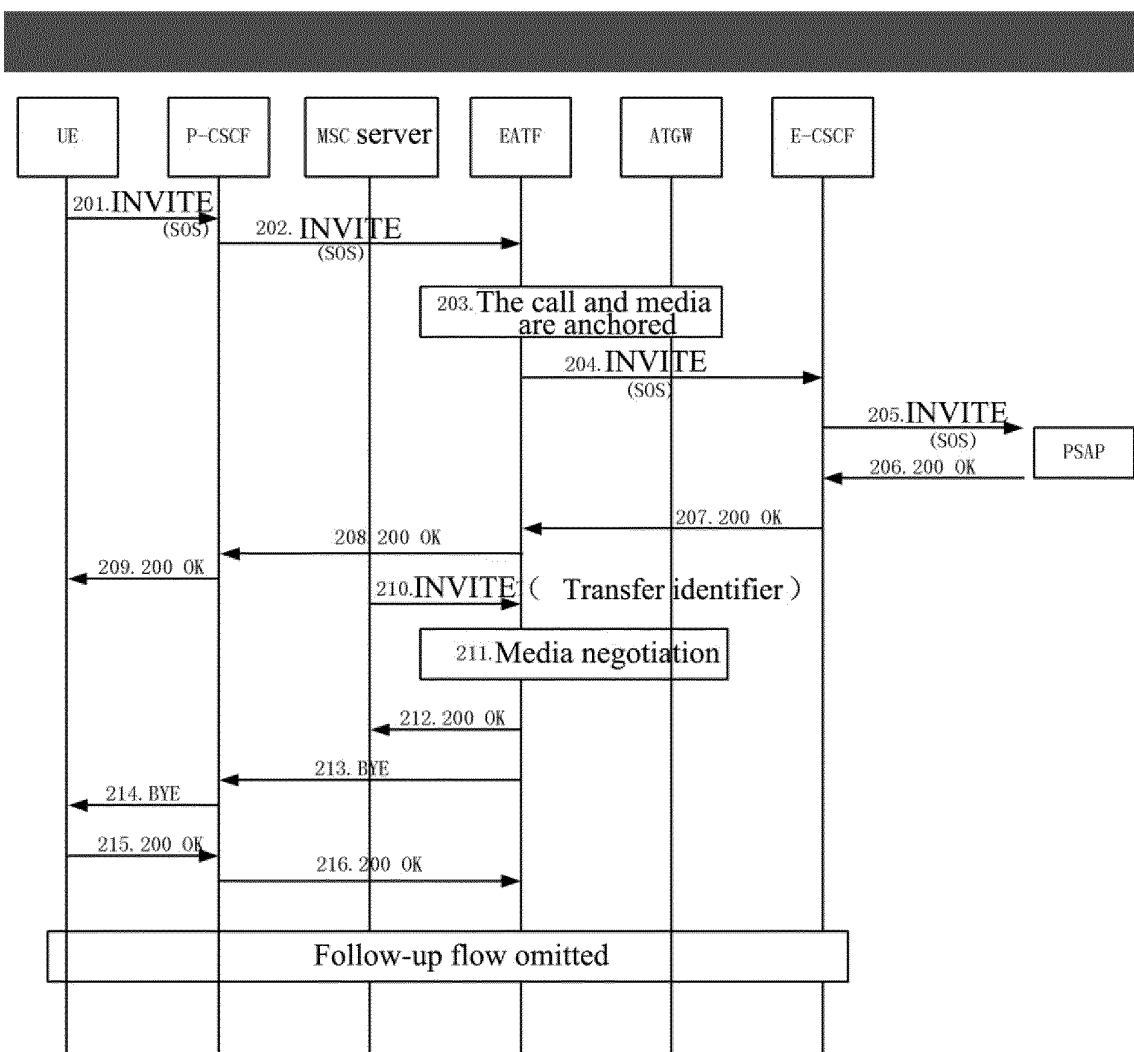 UE
P-CSCF
MSC server
EATF
ATGW
E-CSCF
201.INVITE
(SOS)
202. INVITE
(SOS)
203.The call and media
are anchored
204.INVITE
(SOS)
205.INVITE
(SOS)
PSAP
206.200 OK
207.200 OK
208.200 OK
209.200 OK
210.INVITE（ Transfer identifier）
211.Media negotiation
212.200 OK
213.BYE
214.BYE
215.200 OK
216.200 OK
Follow-up flow omitted